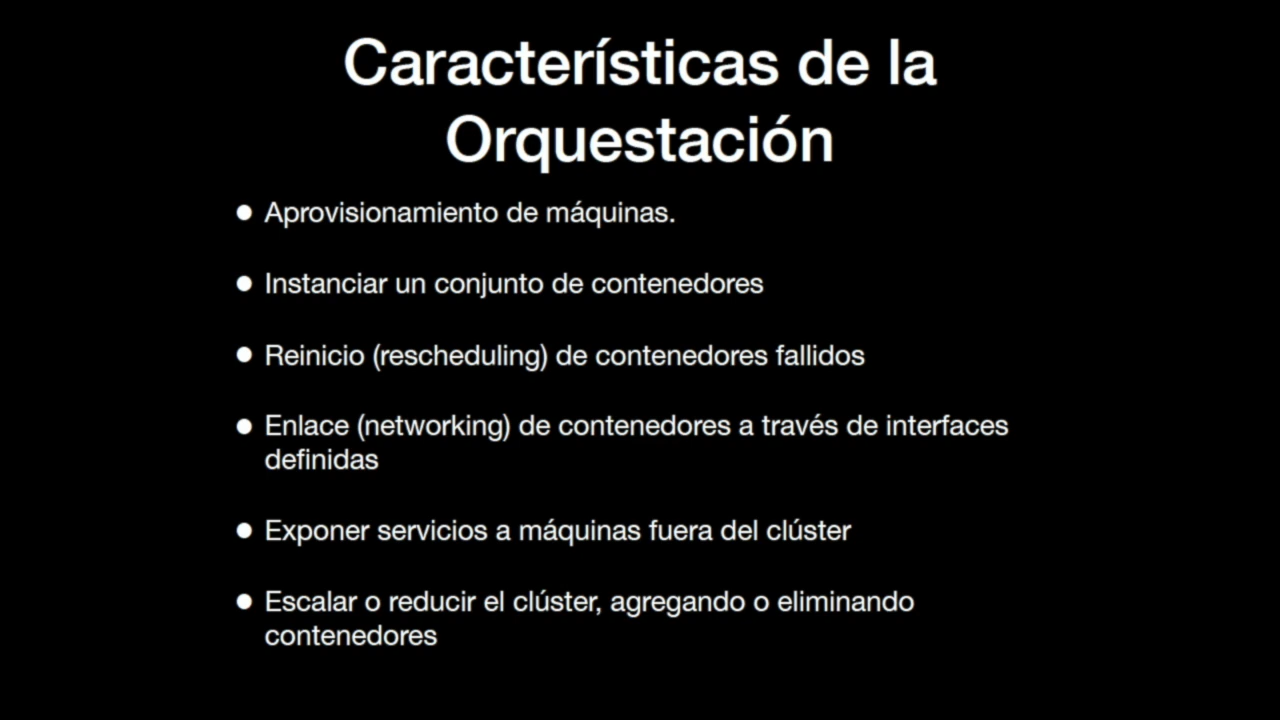 Características de la
Orquestación
• Aprovisionamiento de máquinas.
• Instanciar un conjunto de contenedores
• Reinicio (rescheduling) de contenedores fallidos
• Enlace (networking) de contenedores a través de interfaces
definidas
• Exponer servicios a máquinas fuera del clúster
• Escalar o reducir el clúster, agregando o eliminando
contenedores